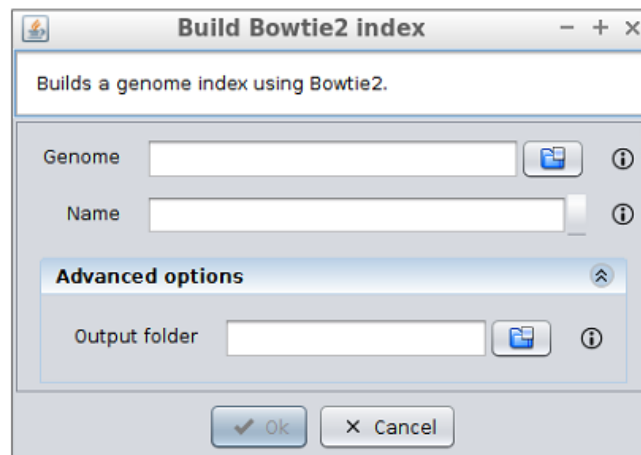 Build Bowtie2 index
Builds a genome index using Bowtie2.
Genome
Name
Advanced options
Output folder
Ok
Cancel